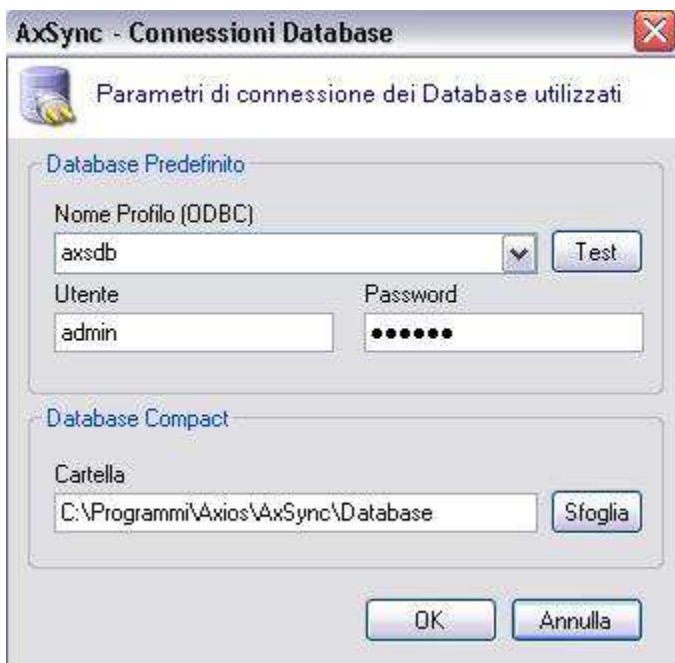 AxSync - Connessioni Database
Parametri di connessione dei Database utilizzati
Database Predefinito
Nome Profilo (ODBC)
axsdb
Test
Utente
Password
admin
●●●●●●
Database Compact
Cartella
C:\Programmi\Axios\AxSync\Database
Sfoglia
OK
Annulla